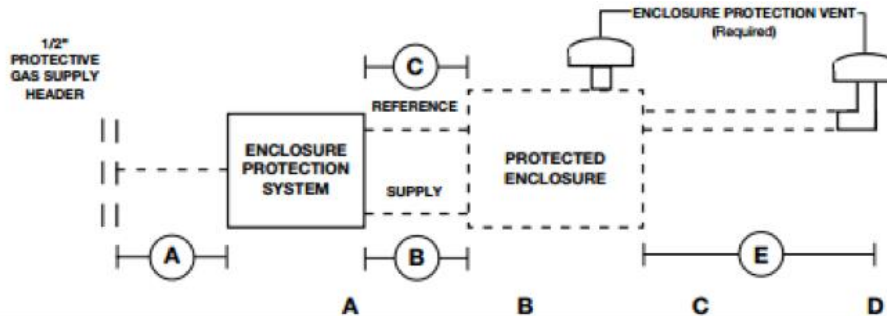 ENCLOSURE PROTECTION VENT
(Required)
1/2"
PROTECTIVE
GAS SUPPLY
HEADER
C
REFERENCE
ENCLOSURE
PROTECTION
SYSTEM
PROTECTED
ENCLOSURE
SUPPLY
A
B
E
A B C D